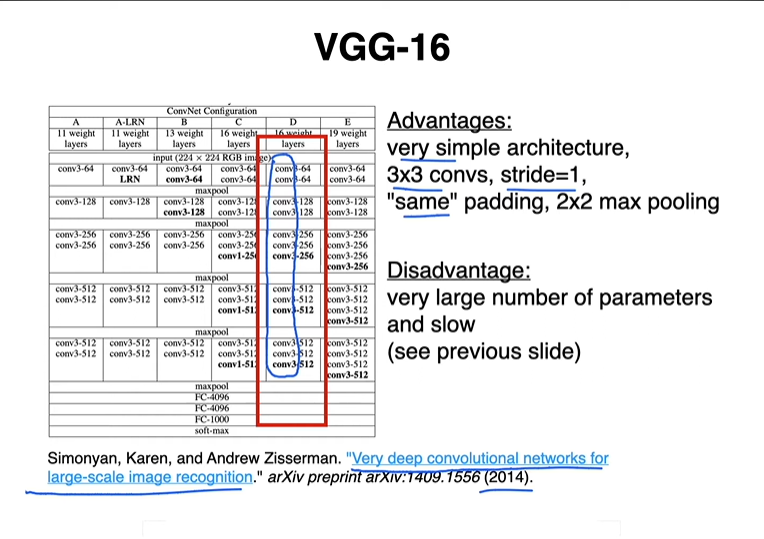 VGG-16
ConvNet Configuration
A A-LRN B C D E
11 weight 11 weight 13 weight 16 weight 16 weight 19 weight
layers layers layers layers layers layers
input (224 × 224 RGB image)
conv3-64 conv3-64 conv3-64 conv3-64 conv3-64 conv3-64
LRN conv3-64 conv3-64 conv3-64 conv3-64
maxpool
conv3-128 conv3-128 conv3-128 conv3-128 conv3-128 conv3-128
conv3-128 conv3-128 conv3-128 conv3-128
maxpool
conv3-256 conv3-256 conv3-256 conv3-256 conv3-256 conv3-256
conv3-256 conv3-256 conv3-256 conv3-256 conv3-256 conv3-256
conv1-256 conv3-256 conv3-256
conv3-256
maxpool
conv3-512 conv3-512 conv3-512 conv3-512 conv3-512 conv3-512
conv3-512 conv3-512 conv3-512 conv3-512 conv3-512 conv3-512
conv1-512 conv3-512 conv3-512
conv3-512
maxpool
conv3-512 conv3-512 conv3-512 conv3-512 conv3-512 conv3-512
conv3-512 conv3-512 conv3-512 conv3-512 conv3-512 conv3-512
conv1-512 conv3-512 conv3-512
conv3-512
maxpool
FC-4096
FC-4096
FC-1000
soft-max
Advantages:
very simple architecture,
3x3 convs, stride=1,
"same" padding, 2x2 max pooling
Disadvantage:
very large number of parameters
and slow
(see previous slide)
Simonyan, Karen, and Andrew Zisserman. "Very deep convolutional networks for
large-scale image recognition." arXiv preprint arXiv:1409.1556 (2014).